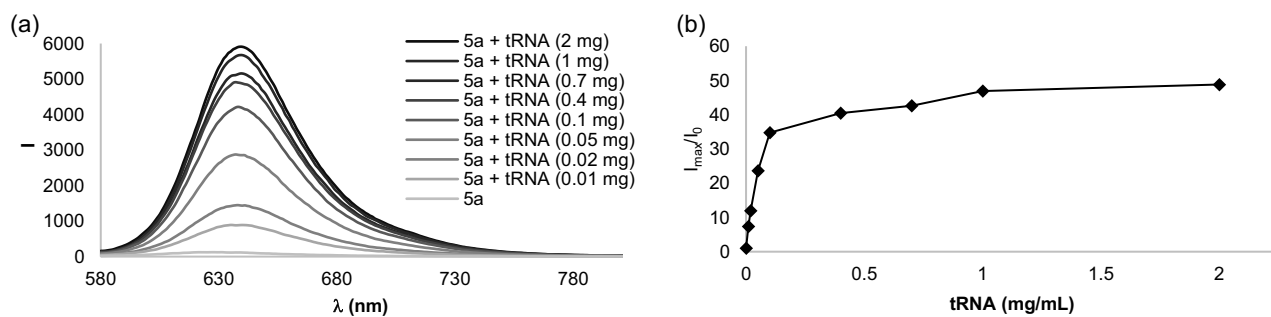 (a)
6000
5000
4000
3000
2000
1000
0
I
580
630
680
730
780
λ (nm)
5a + tRNA (2 mg)
5a + tRNA (1 mg)
5a + tRNA (0.7 mg)
5a + tRNA (0.4 mg)
5a + tRNA (0.1 mg)
5a + tRNA (0.05 mg)
5a + tRNA (0.02 mg)
5a + tRNA (0.01 mg)
5a
(b)
60
50
40
30
20
10
0
Imax/I0
0
0.5
1
1.5
2
tRNA (mg/mL)